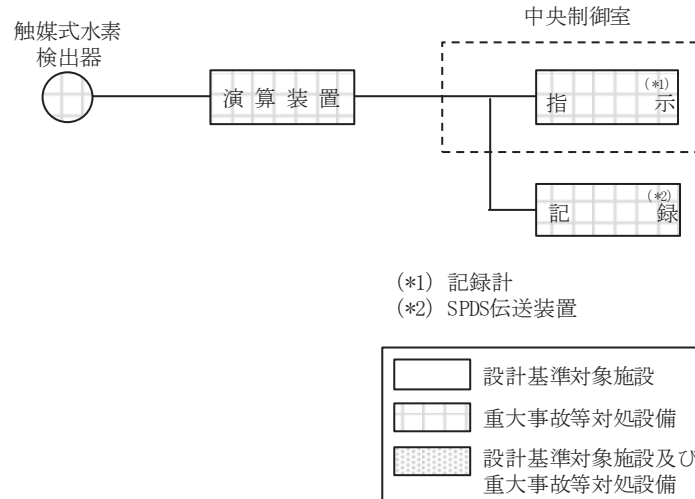 中央制御室
触媒式水素
検出器
演算装置
(*1)
指示
(*2)
記録
(*1) 記録計
(*2) SPDS伝送装置
設計基準対象施設
重大事故等対処設備
設計基準対象施設及び
重大事故等対処設備